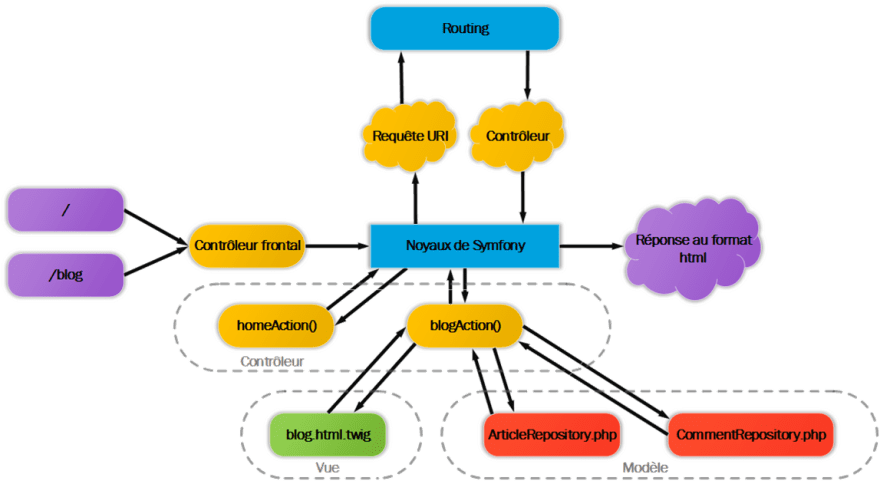 Routing
Requête URI
Contrôleur
/
/blog
Contrôleur frontal
Noyaux de Symfony
Réponse au format
html
homeAction()
blogAction()
Contrôleur
blog.html.twig
ArticleRepository.php
CommentRepository.php
Vue
Modèle